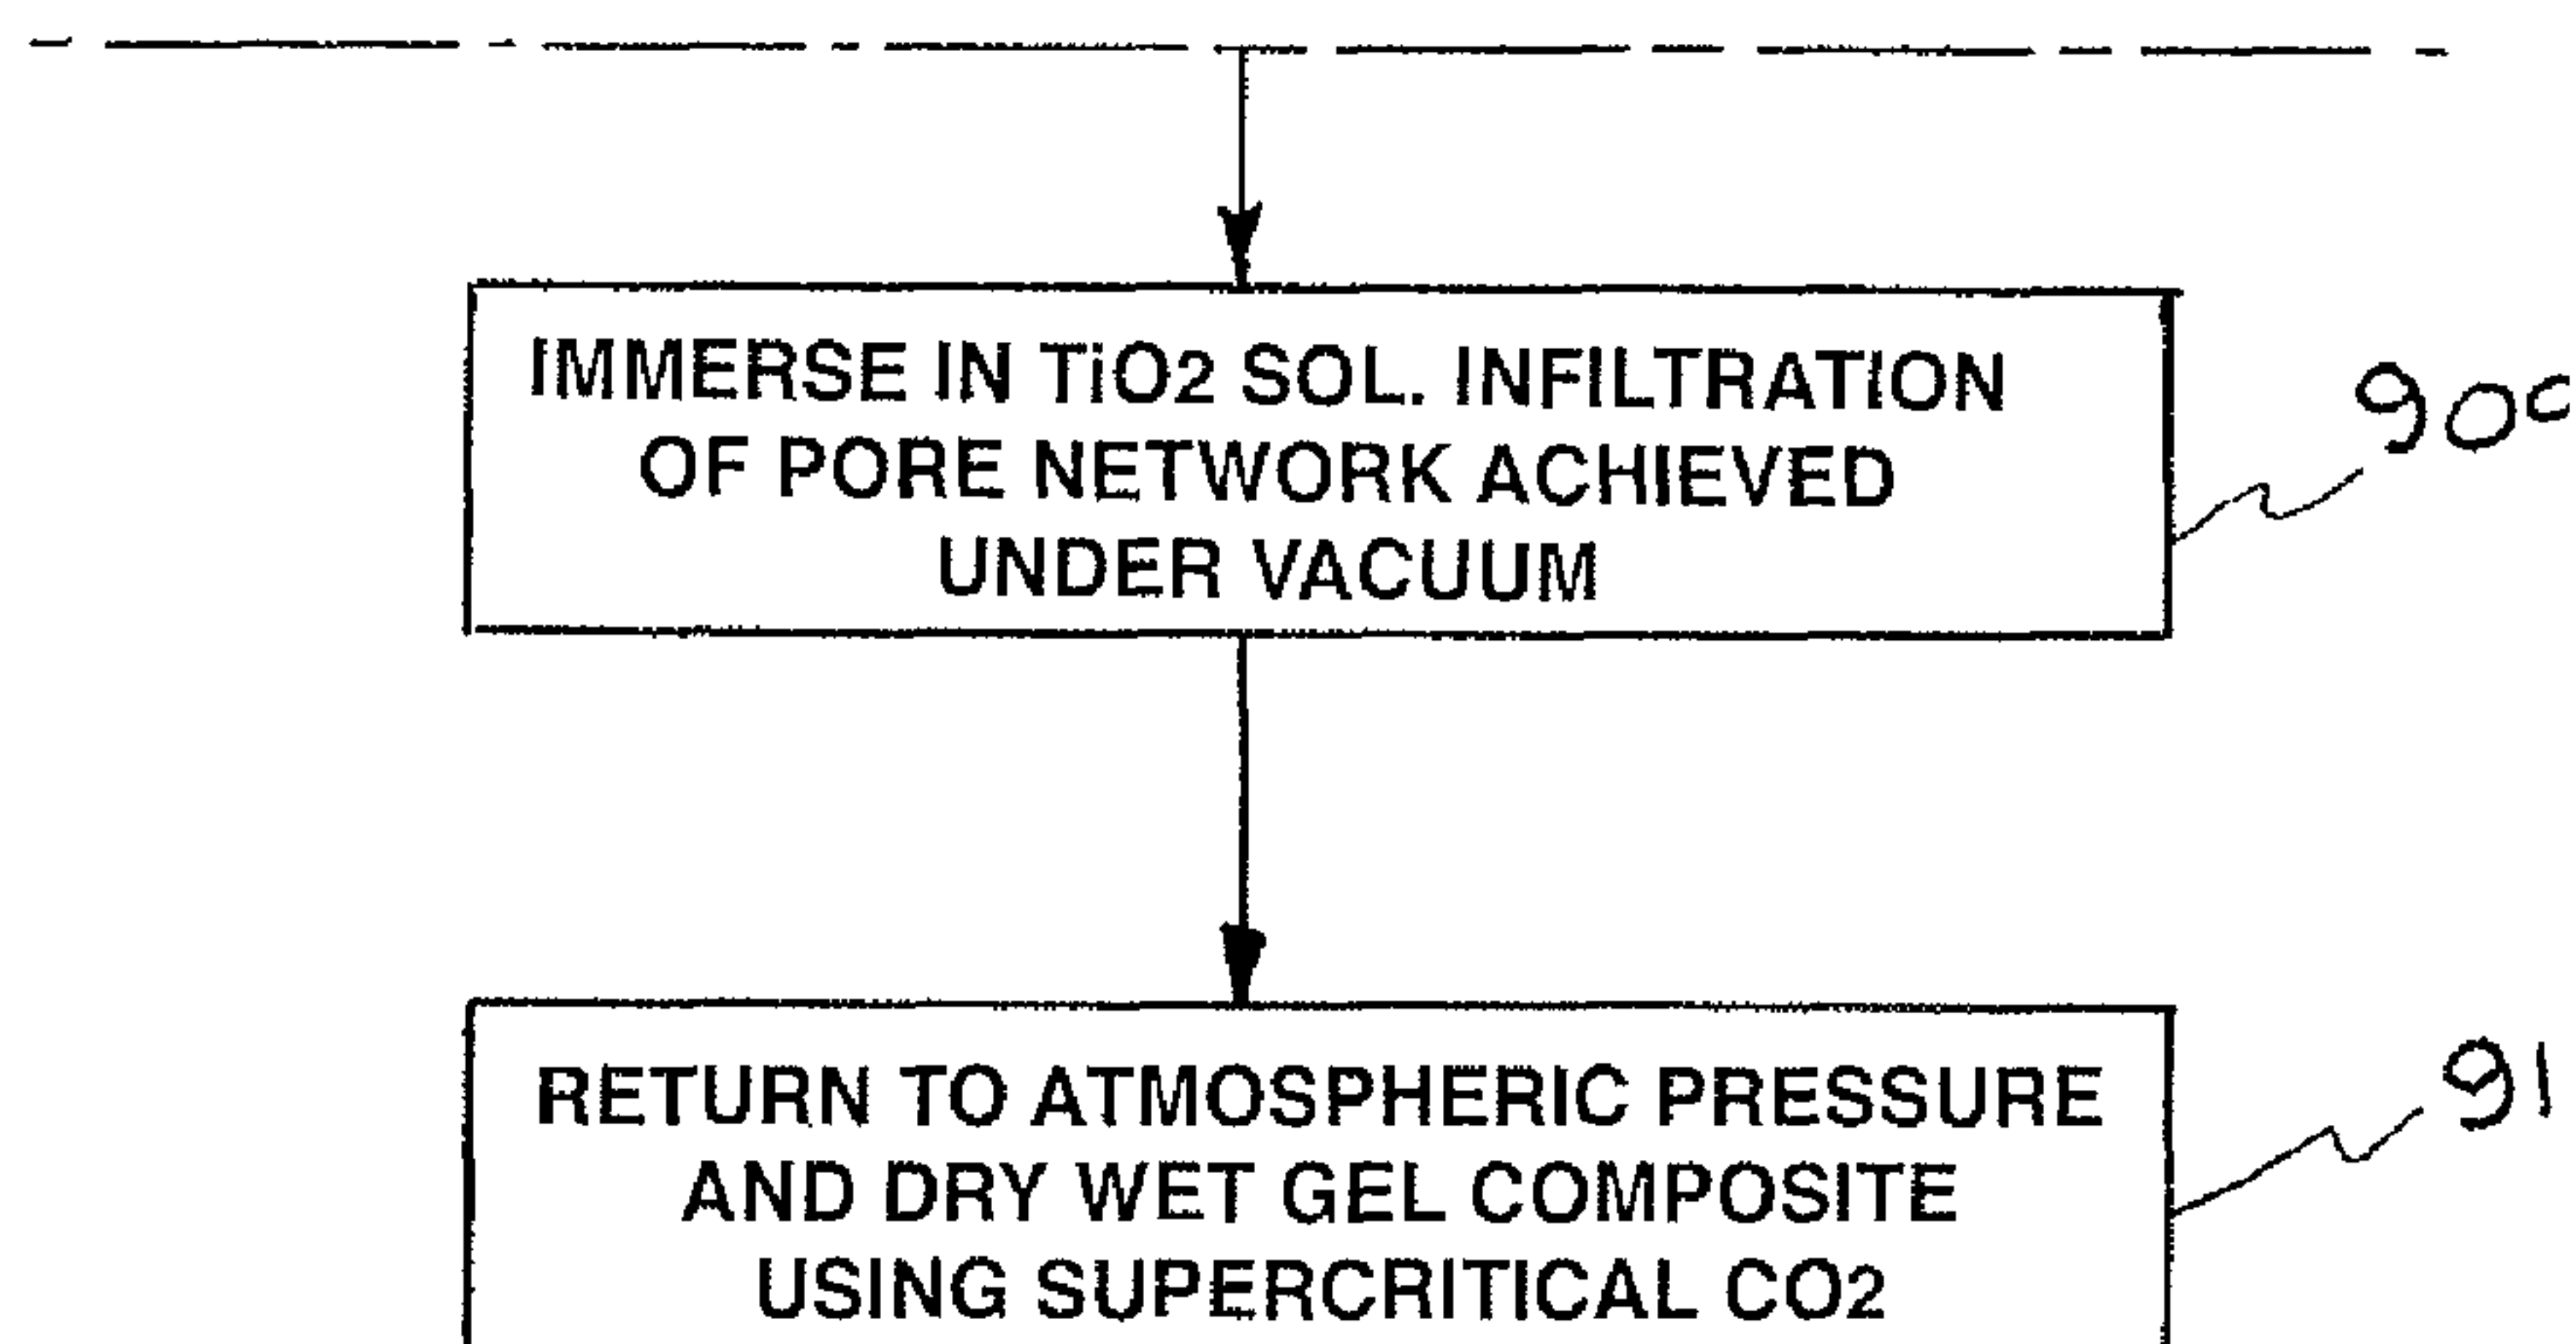 IMMERSE IN TiO2 SOL. INFILTRATION
OF PORE NETWORK ACHIEVED
UNDER VACUUM
90c
RETURN TO ATMOSPHERIC PRESSURE
AND DRY WET GEL COMPOSITE
USING SUPERCRITICAL CO2
91